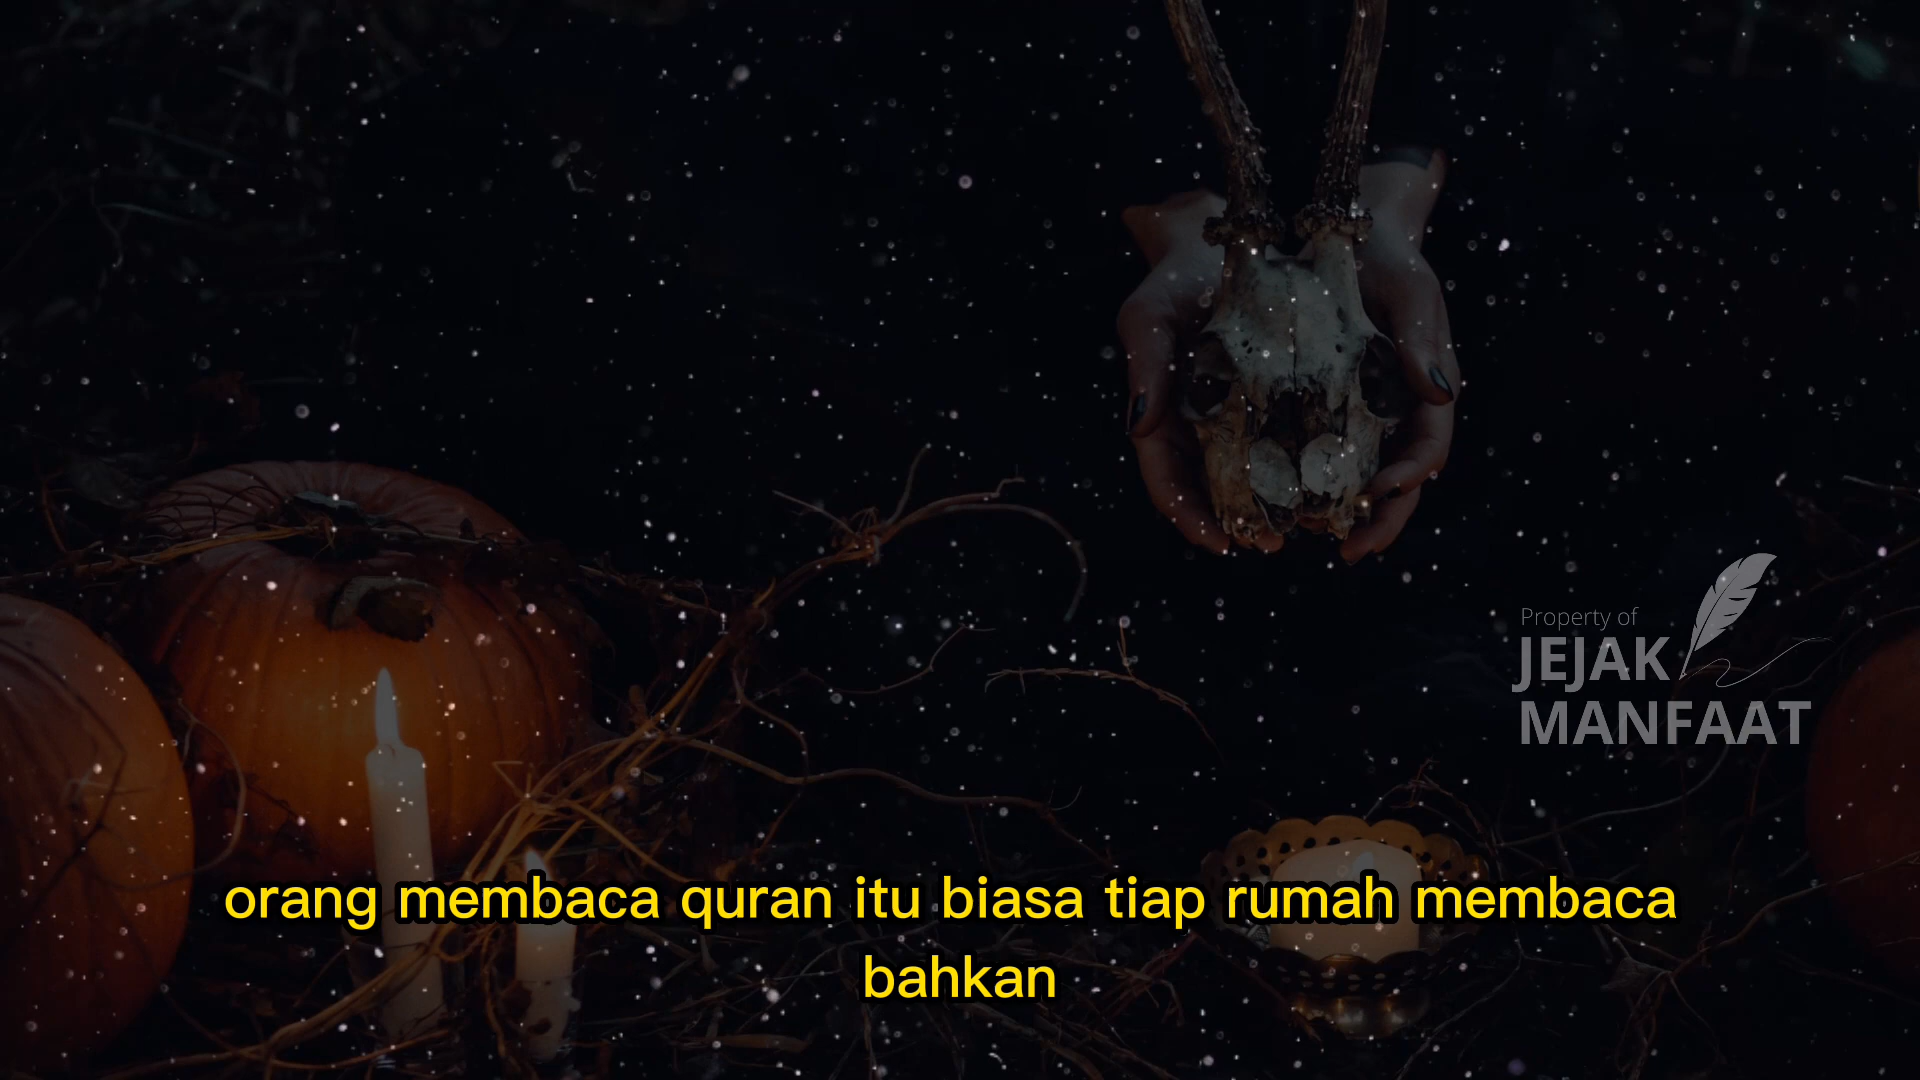 Property of
JEJAK
MANFAAT
orang membaca quran itu biasa tiap rumah membaca
bahkan